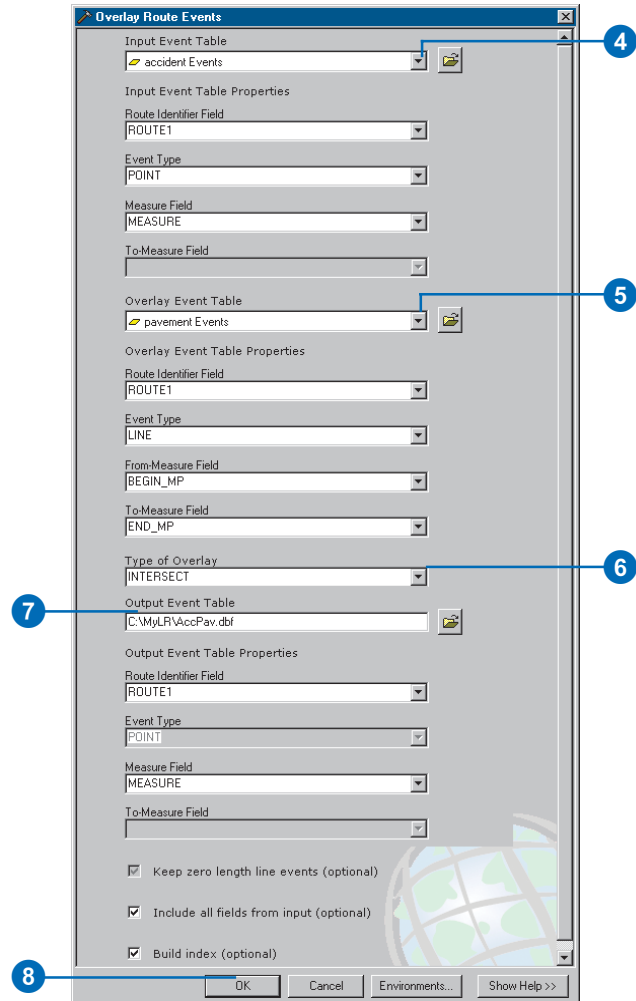 Overlay Route Events
Input Event Table
4
accident Events
Input Event Table Properties
Route Identifier Field
ROUTE1
Event Type
POINT
Measure Field
MEASURE
To-Measure Field
Overlay Event Table
5
pavement Events
Overlay Event Table Properties
Route Identifier Field
ROUTE1
Event Type
LINE
From-Measure Field
BEGIN_MP
To-Measure Field
END_MP
Type of Overlay
6
INTERSECT
7
Output Event Table
C:\MyLR\AccPav.dbf
Output Event Table Properties
Route Identifier Field
ROUTE1
Event Type
POINT
Measure Field
MEASURE
To-Measure Field
Keep zero length line events (optional)
Include all fields from input (optional)
Build index (optional)
8
OK Cancel Environments... Show Help >>